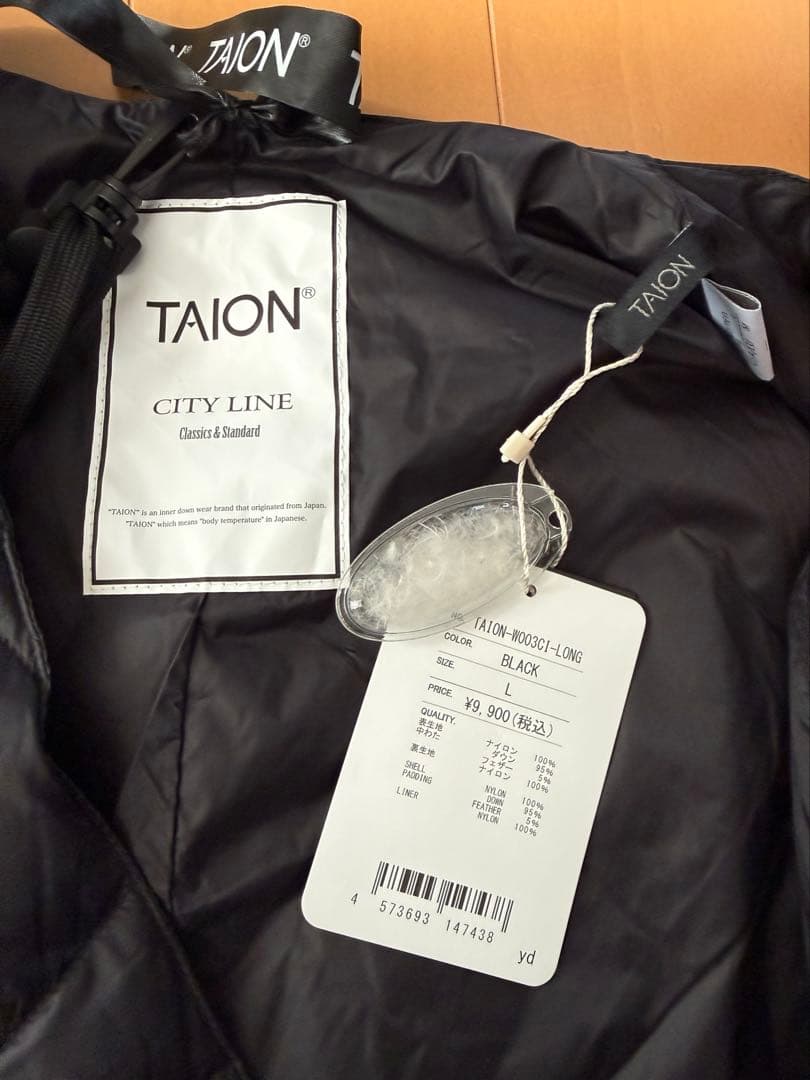 TAION®
TAION®
CITY LINE
Classics & Standard
"TAION" is an inner down wear brand that originated from Japan.
"TAION" which means "body temperature" in Japanese.
TAION
NO. TAION-W003CI-LONG
COLOR. BLACK
SIZE. L
PRICE. ¥9,900(税込)
QUALITY.
表生地 ナイロン 100%
中わた ダウン 95%
フェザー 5%
裏生地 ナイロン 100%
SHELL NYLON 100%
PADDING DOWN 95%
FEATHER 5%
LINER NYLON 100%
4 573693 147438
yd